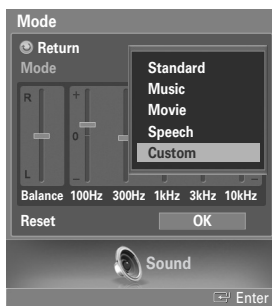 Mode
Return
Mode
Standard
Music
Movie
Speech
Custom
R
+
0
L
−
Balance 100Hz 300Hz 1kHz 3kHz 10kHz
Reset OK
Sound
Enter